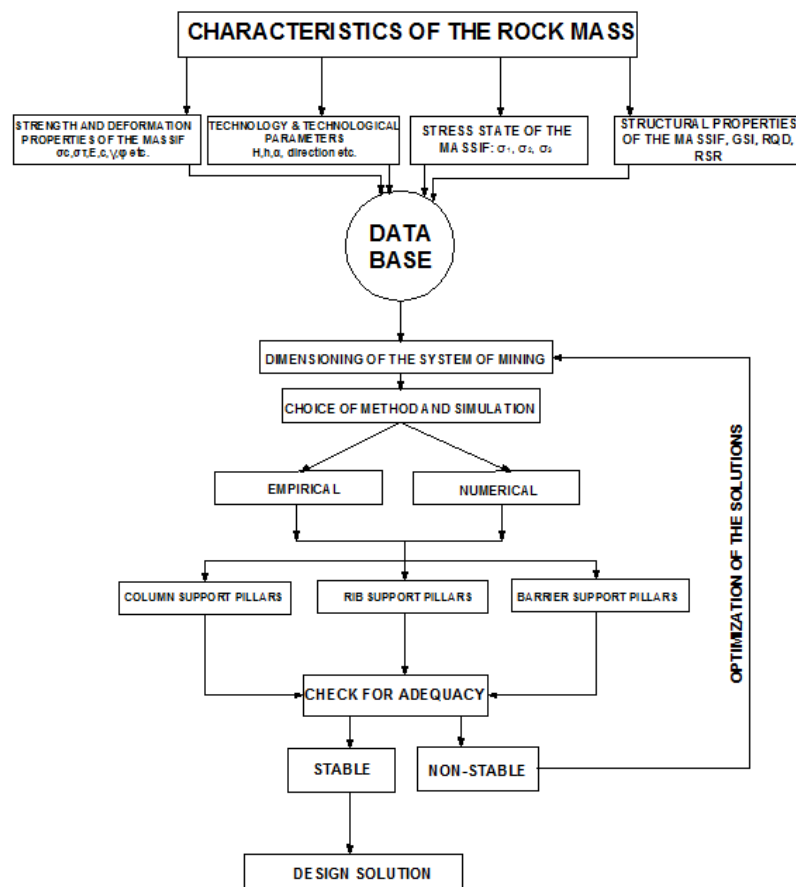 CHARACTERISTICS OF THE ROCK MASS
STRENGTH AND DEFORMATION
PROPERTIES OF THE MASSIF
σc,στ,E,c,γ,φ etc.
TECHNOLOGY & TECHNOLOGICAL
PARAMETERS
H,h,α, direction etc.
STRESS STATE OF THE
MASSIF: σ₁, σ₂, σ₃
STRUCTURAL PROPERTIES
OF THE MASSIF, GSI, RQD,
RSR
DATA
BASE
DIMENSIONING OF THE SYSTEM OF MINING
CHOICE OF METHOD AND SIMULATION
EMPIRICAL
NUMERICAL
COLUMN SUPPORT PILLARS
RIB SUPPORT PILLARS
BARRIER SUPPORT PILLARS
OPTIMIZATION OF THE SOLUTIONS
CHECK FOR ADEQUACY
STABLE
NON-STABLE
DESIGN SOLUTION